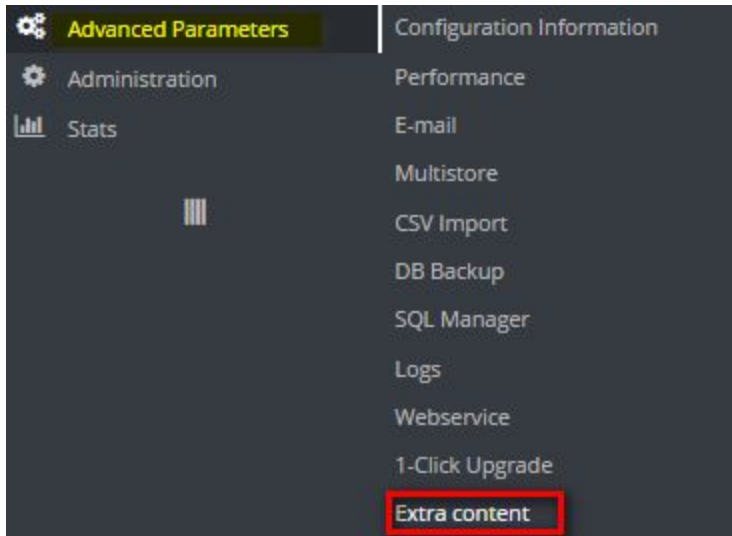 Advanced Parameters
Administration
Stats
Configuration Information
Performance
E-mail
Multistore
CSV Import
DB Backup
SQL Manager
Logs
Webservice
1-Click Upgrade
Extra content